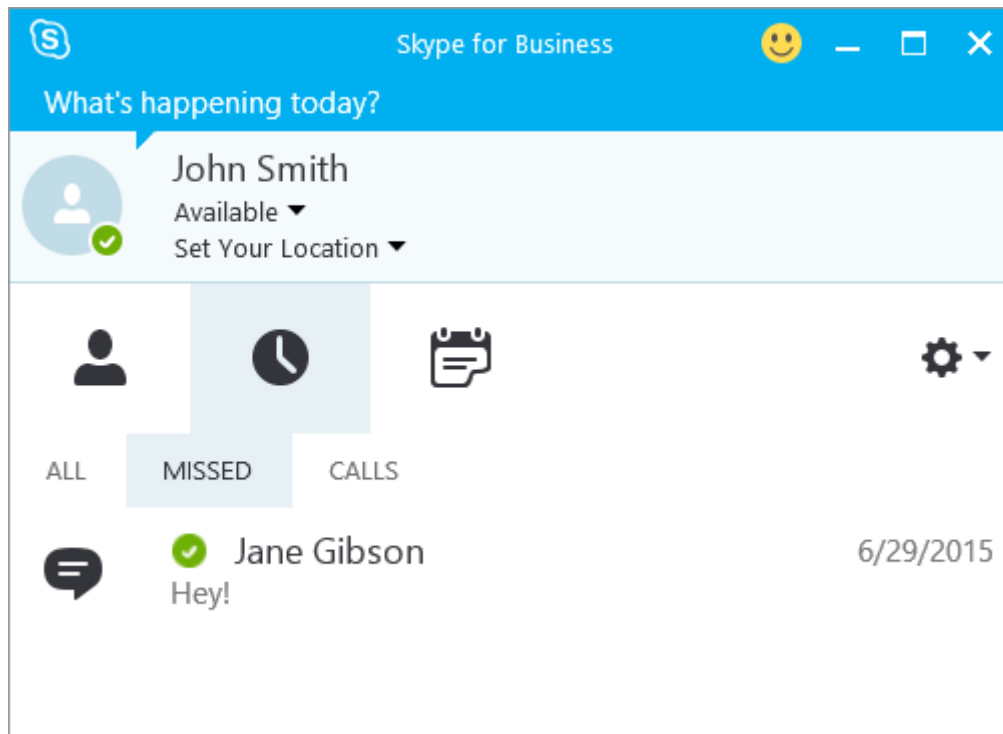 Skype for Business
What's happening today?
John Smith
Available
Set Your Location
ALL MISSED CALLS
Jane Gibson 6/29/2015
Hey!